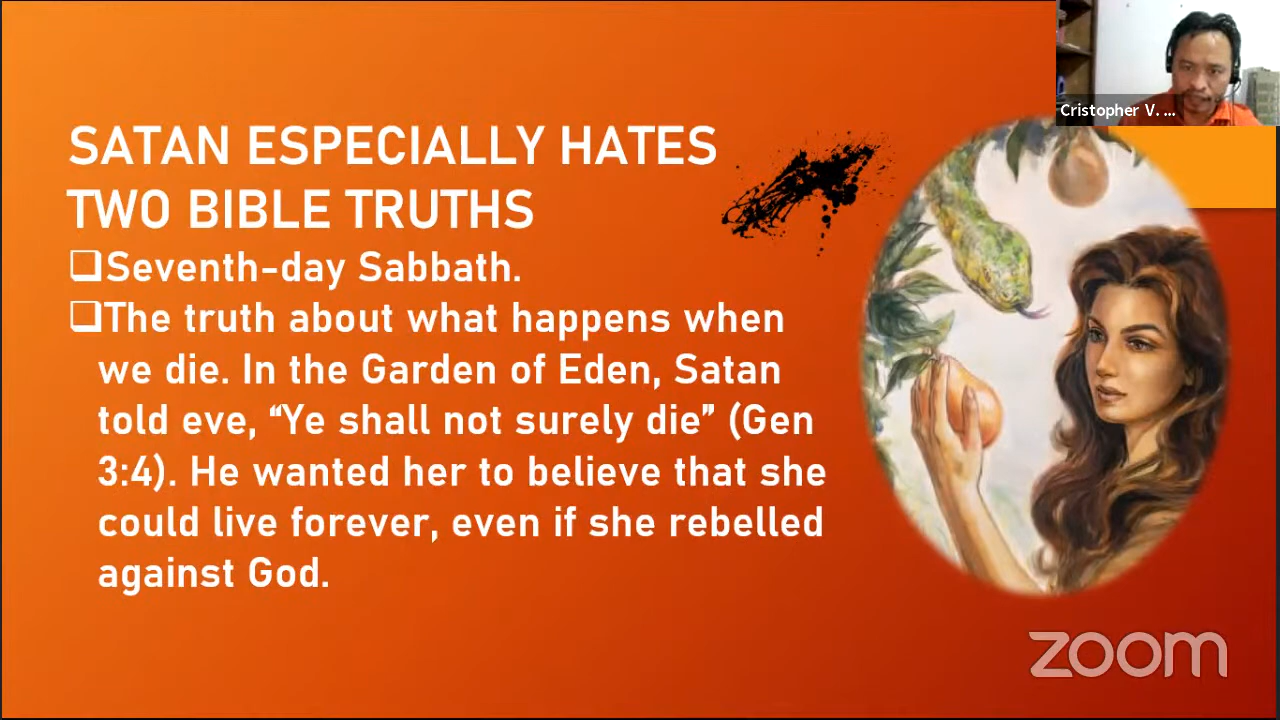 Cristopher V. ...
SATAN ESPECIALLY HATES
TWO BIBLE TRUTHS
❑Seventh-day Sabbath.
❑The truth about what happens when
we die. In the Garden of Eden, Satan
told eve, “Ye shall not surely die” (Gen
3:4). He wanted her to believe that she
could live forever, even if she rebelled
against God.
zoom